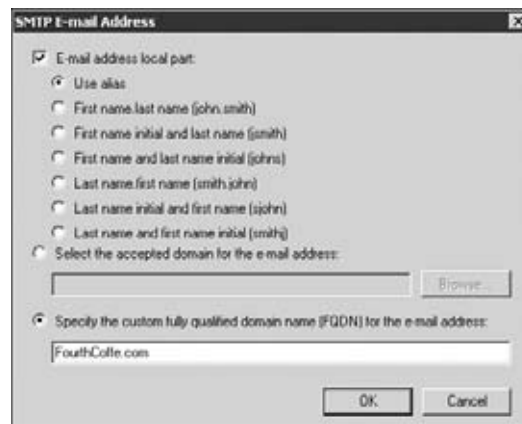 SMTP E-mail Address
E-mail address local part:
Use alias
First name.last name (john.smith)
First name initial and last name (jsmith)
First name and last name initial (johns)
Last name.first name (smith.john)
Last name initial and first name (sjohn)
Last name and first name initial (smithj)
Select the accepted domain for the e-mail address:
Browse...
Specify the custom fully qualified domain name (FQDN) for the e-mail address:
FourthCoffe.com
OK
Cancel